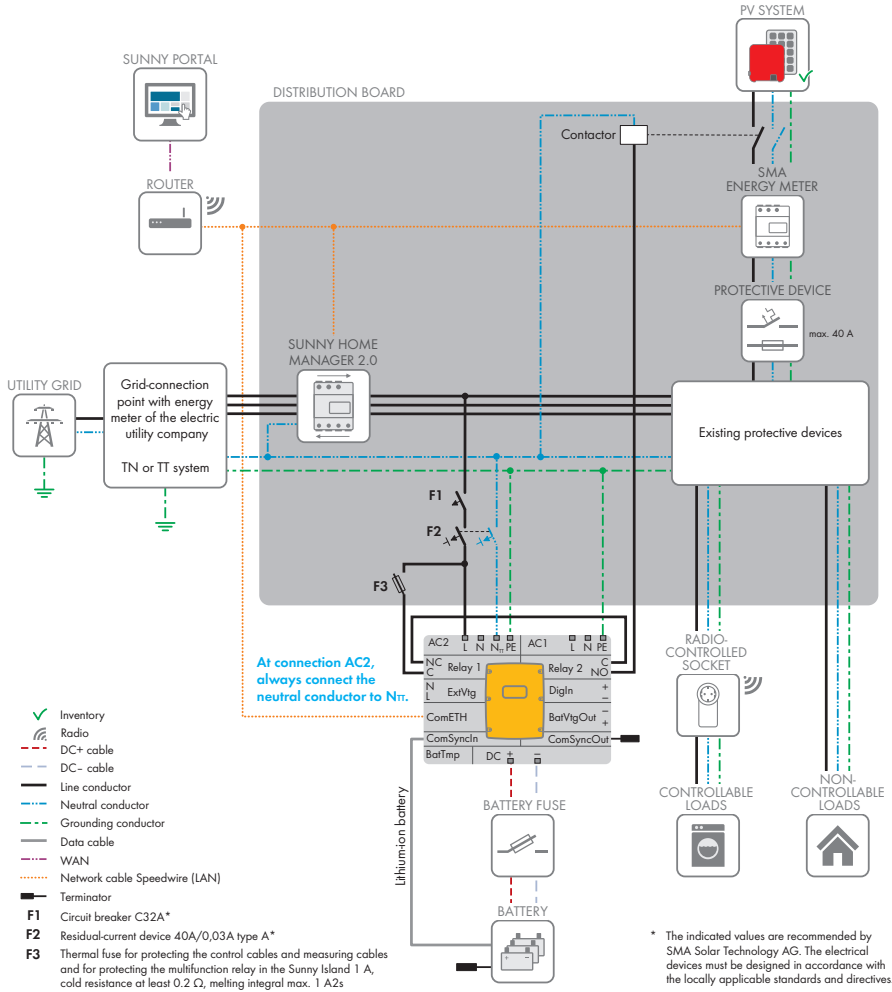 PV SYSTEM
SUNNY PORTAL
DISTRIBUTION BOARD
Contactor
SMA
ENERGY METER
ROUTER
PROTECTIVE DEVICE
max. 40 A
SUNNY HOME
MANAGER 2.0
UTILITY GRID
Grid-connection
point with energy
meter of the electric
utility company
TN or TT system
Existing protective devices
F1
F2
F3
AC2
L N NTT PE
AC1
L N PE
NC
C
Relay 1
Relay 2
C
NO
N
L
ExtVtg
DigIn
+
–
ComETH
BatVtgOut
–
+
ComSyncIn
ComSyncOut
BatTmp
DC + –
At connection AC2,
always connect the
neutral conductor to NTT.
RADIO-
CONTROLLED
SOCKET
CONTROLLABLE
LOADS
NON-
CONTROLLABLE
LOADS
BATTERY FUSE
Lithium-ion battery
BATTERY
Inventory
Radio
DC+ cable
DC– cable
Line conductor
Neutral conductor
Grounding conductor
Data cable
WAN
Network cable Speedwire (LAN)
Terminator
F1 Circuit breaker C32A*
F2 Residual-current device 40A/0,03A type A*
F3 Thermal fuse for protecting the control cables and measuring cables
and for protecting the multifunction relay in the Sunny Island 1 A,
cold resistance at least 0.2 Ω, melting integral max. 1 A2s
* The indicated values are recommended by
SMA Solar Technology AG. The electrical
devices must be designed in accordance with
the locally applicable standards and directives